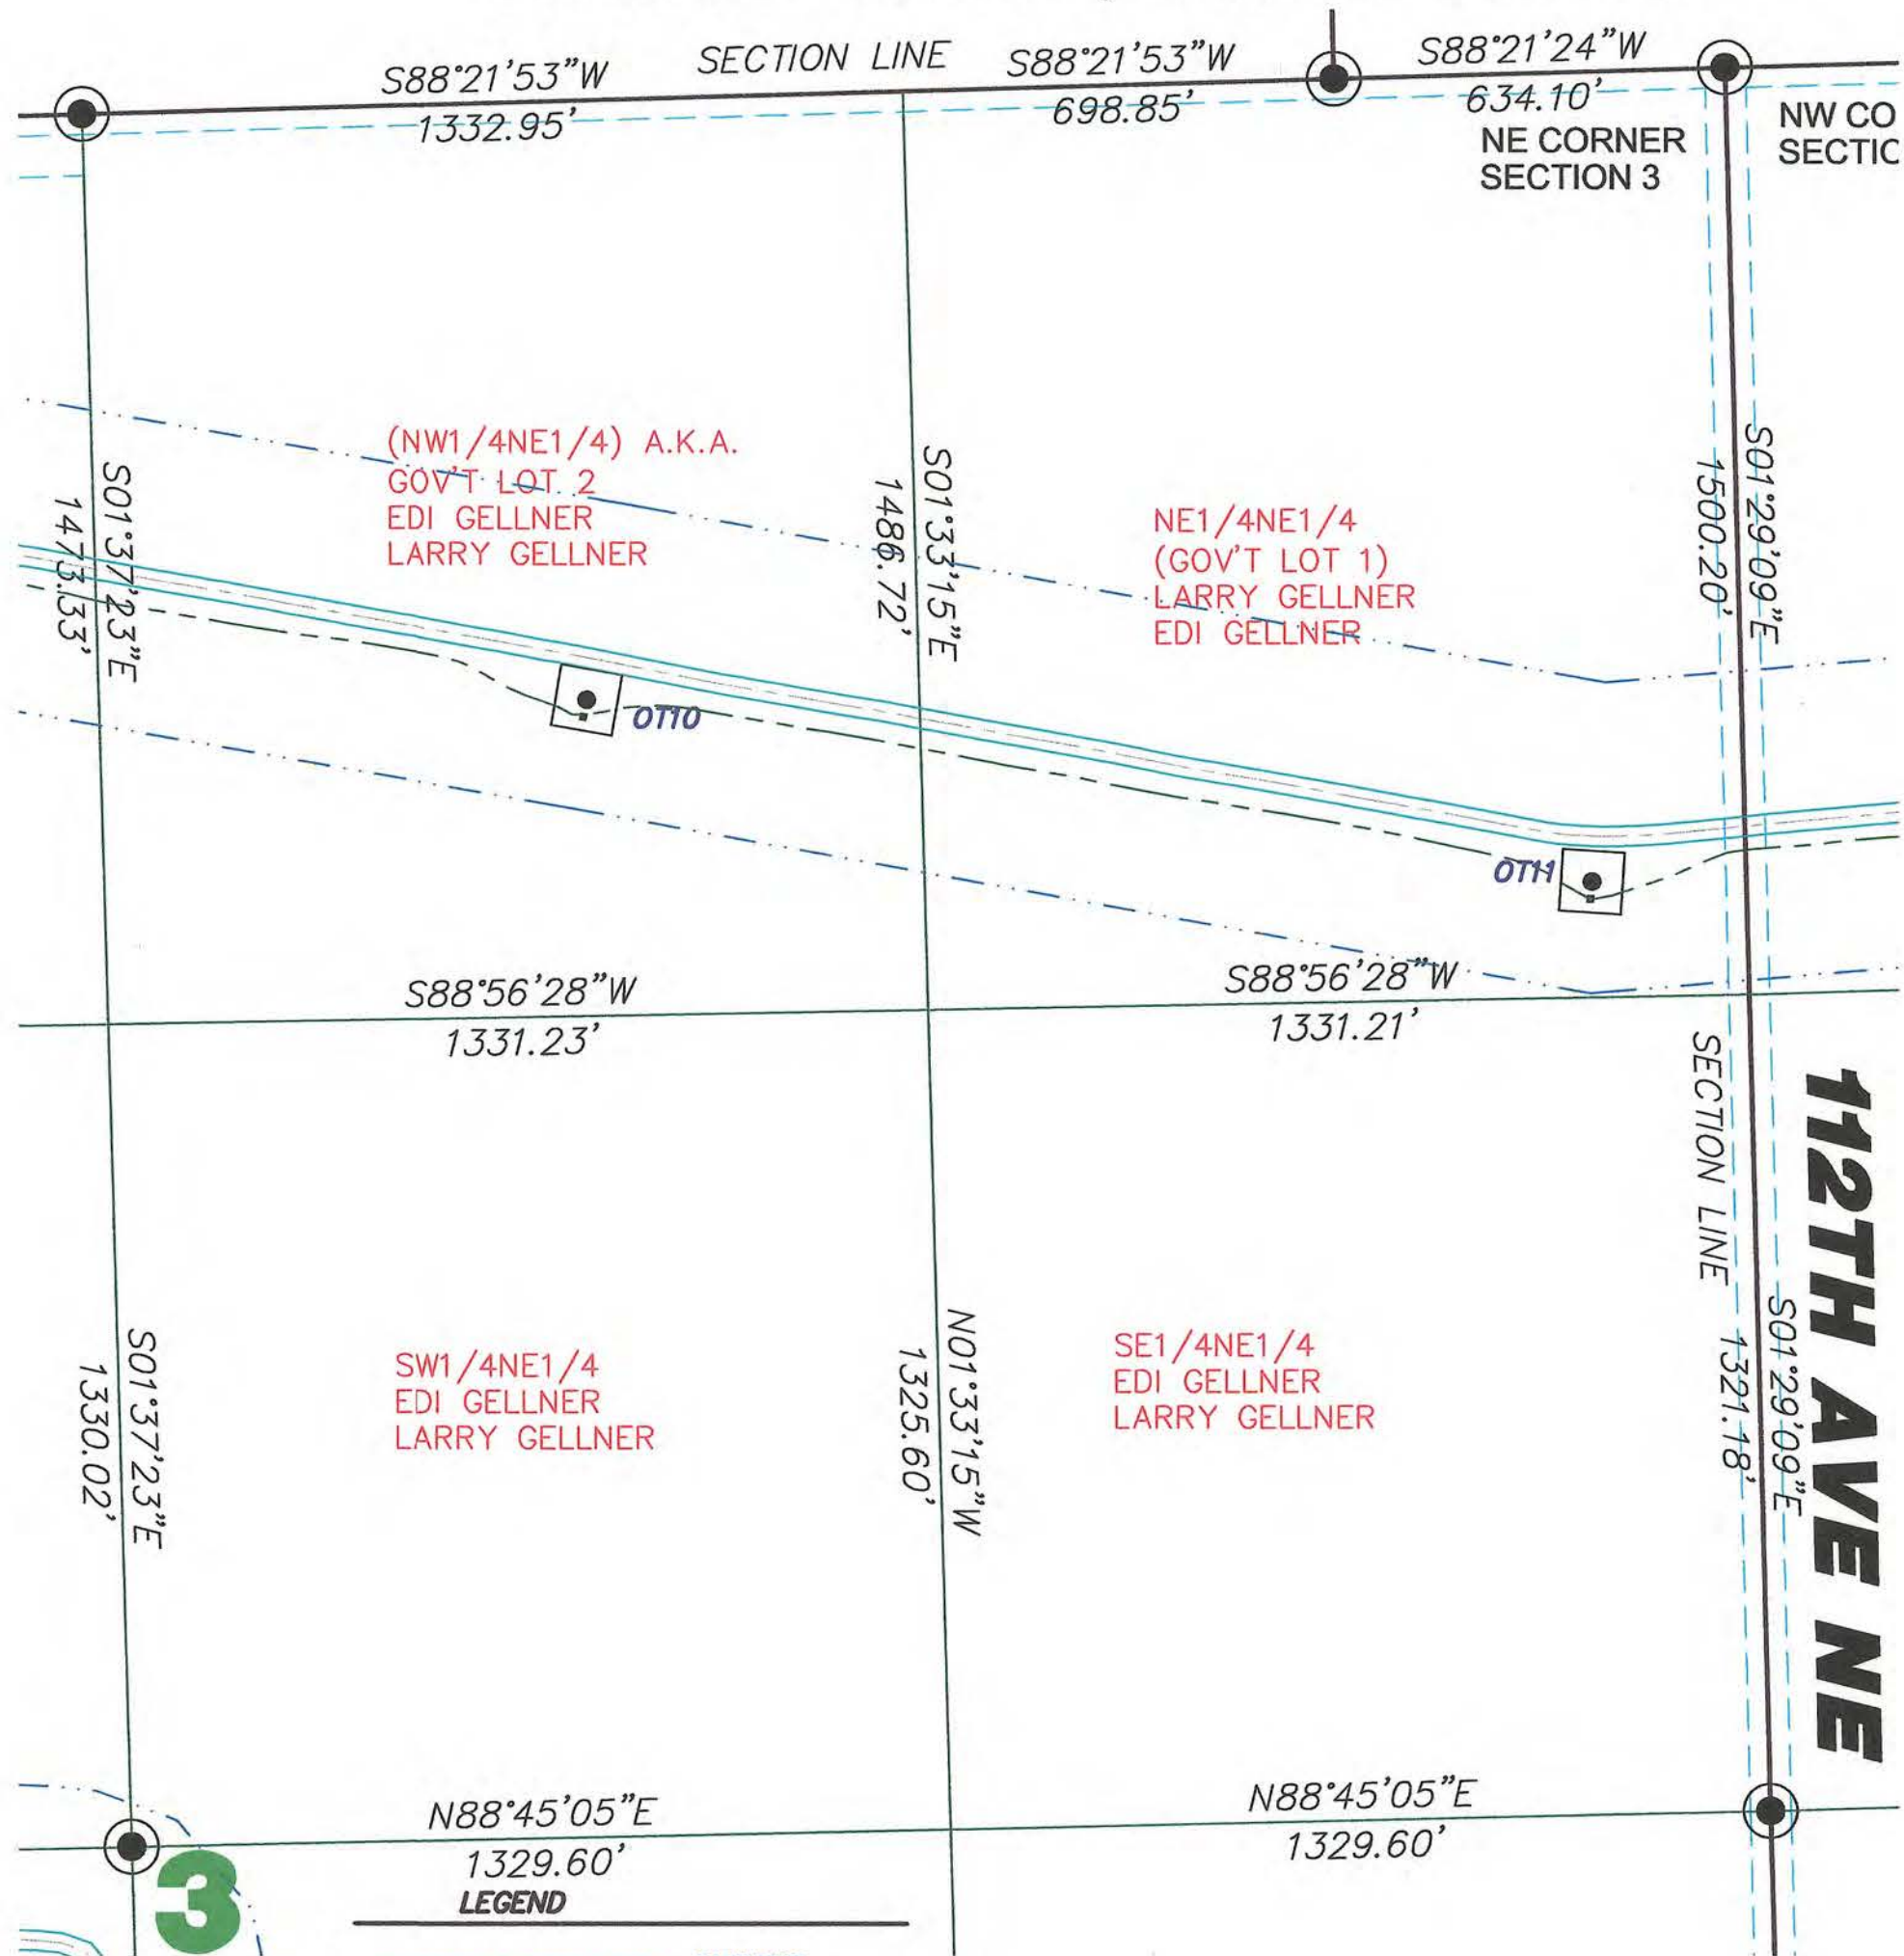 SECTION LINE
S88°21'53"W
1332.95'
S88°21'53"W
698.85'
S88°21'24"W
634.10'
NE CORNER
SECTION 3
NW CO
SECTIO
S01°37'23"E
1473.33'
(NW1/4NE1/4) A.K.A.
GOV'T LOT 2
EDI GELLNER
LARRY GELLNER
S01°33'15"E
1486.72'
NE1/4NE1/4
(GOV'T LOT 1)
LARRY GELLNER
EDI GELLNER
S01°29'09"E
1500.20'
OT10
OT11
S88°56'28"W
1331.23'
S88°56'28"W
1331.21'
SECTION LINE
112TH AVE NE
S01°37'23"E
1330.02'
SW1/4NE1/4
EDI GELLNER
LARRY GELLNER
N01°33'15"W
1325.60'
SE1/4NE1/4
EDI GELLNER
LARRY GELLNER
S01°29'09"E
1321.18'
N88°45'05"E
1329.60'
N88°45'05"E
1329.60'
3
LEGEND